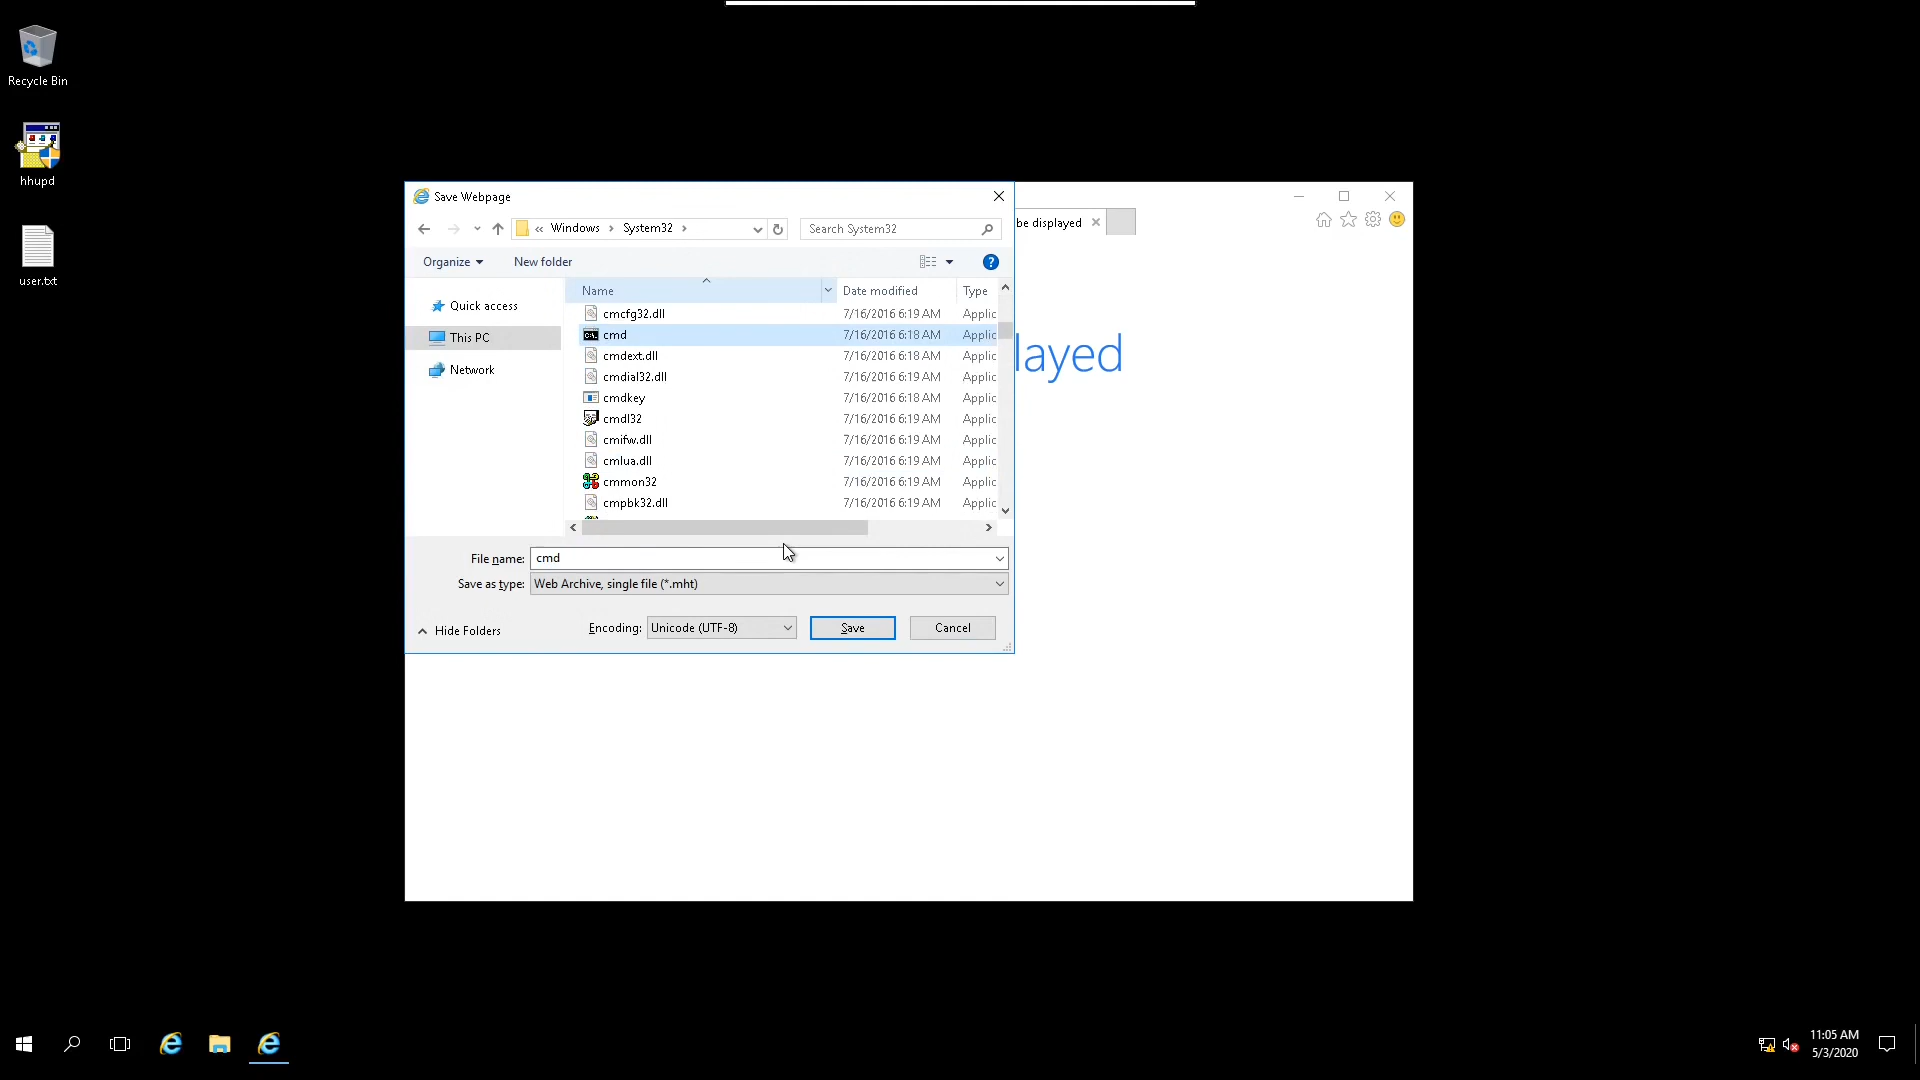 Recycle Bin
hhupd
user.txt
Save Webpage
« Windows › System32 ›
Search System32
Organize
New folder
?
Quick access
This PC
Network
Name
Date modified
Type
cmcfg32.dll 7/16/2016 6:19 AM Applic
cmd 7/16/2016 6:18 AM Applic
cmdext.dll 7/16/2016 6:18 AM Applic
cmdial32.dll 7/16/2016 6:19 AM Applic
cmdkey 7/16/2016 6:18 AM Applic
cmdl32 7/16/2016 6:19 AM Applic
cmifw.dll 7/16/2016 6:19 AM Applic
cmlua.dll 7/16/2016 6:19 AM Applic
cmmon32 7/16/2016 6:19 AM Applic
cmpbk32.dll 7/16/2016 6:19 AM Applic
File name: cmd
Save as type: Web Archive, single file (*.mht)
Hide Folders
Encoding: Unicode (UTF-8)
Save
Cancel
be displayed
layed
11:05 AM
5/3/2020